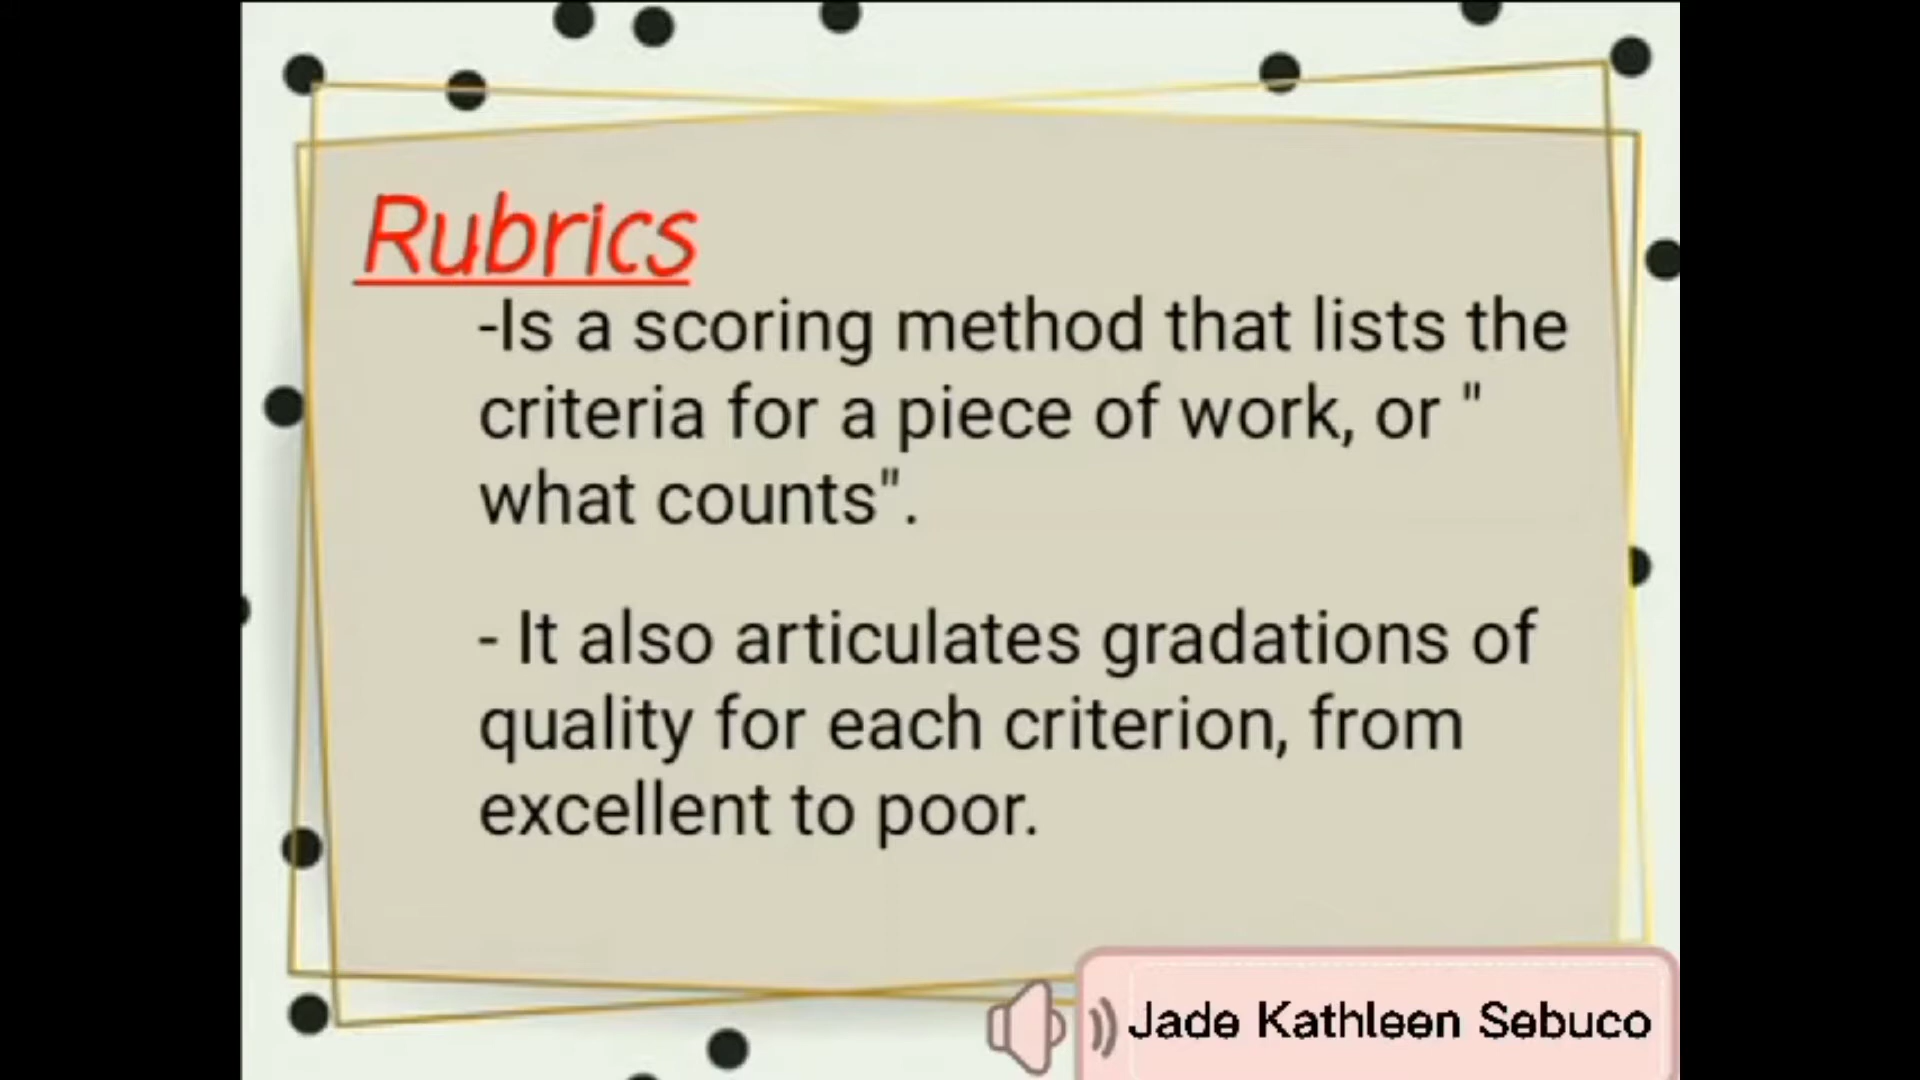 Rubrics
-Is a scoring method that lists the
criteria for a piece of work, or "
what counts".
- It also articulates gradations of
quality for each criterion, from
excellent to poor.
Jade Kathleen Sebuco